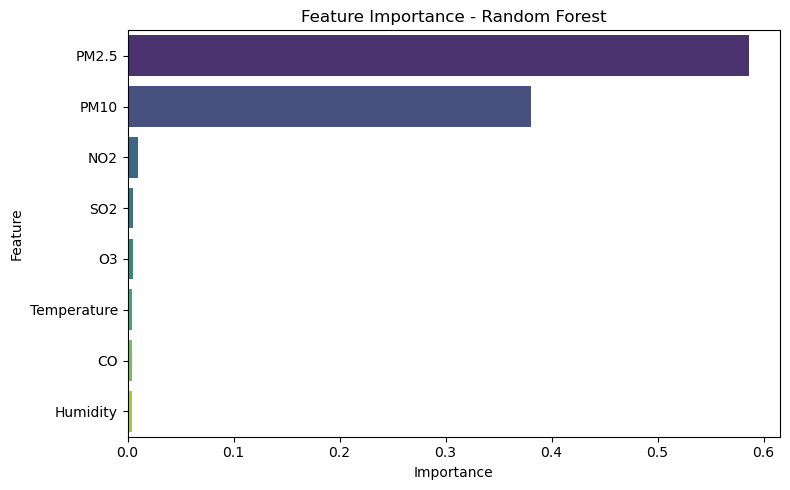 Feature Importance - Random Forest
PM2.5
PM10
NO2
SO2
O3
Temperature
CO
Humidity
Feature
0.0 0.1 0.2 0.3 0.4 0.5 0.6
Importance